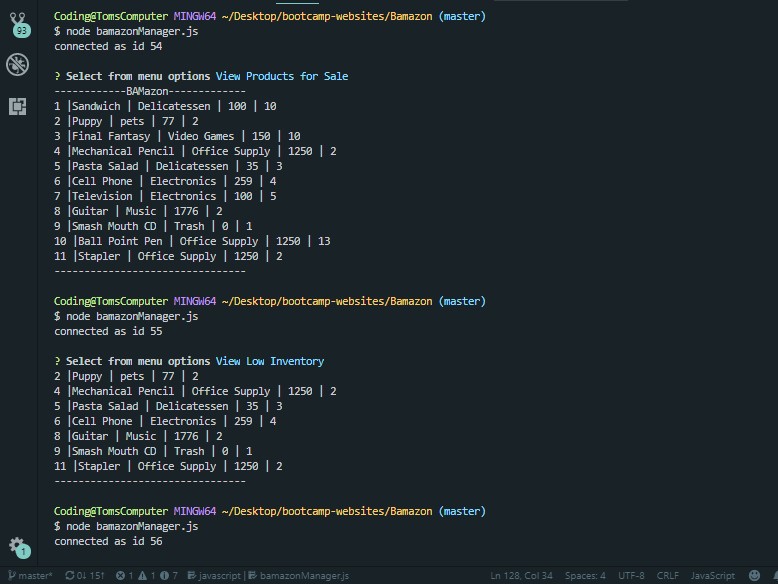 Coding@TomsComputer MINGW64 ~/Desktop/bootcamp-websites/Bamazon (master)
93
$ node bamazonManager.js
connected as id 54
? Select from menu options View Products for Sale
------------BAMazon-------------
1 |Sandwich | Delicatessen | 100 | 10
2 |Puppy | pets | 77 | 2
3 |Final Fantasy | Video Games | 150 | 10
4 |Mechanical Pencil | Office Supply | 1250 | 2
5 |Pasta Salad | Delicatessen | 35 | 3
6 |Cell Phone | Electronics | 259 | 4
7 |Television | Electronics | 100 | 5
8 |Guitar | Music | 1776 | 2
9 |Smash Mouth CD | Trash | 0 | 1
10 |Ball Point Pen | Office Supply | 1250 | 13
11 |Stapler | Office Supply | 1250 | 2
--------------------------------
Coding@TomsComputer MINGW64 ~/Desktop/bootcamp-websites/Bamazon (master)
$ node bamazonManager.js
connected as id 55
? Select from menu options View Low Inventory
2 |Puppy | pets | 77 | 2
4 |Mechanical Pencil | Office Supply | 1250 | 2
5 |Pasta Salad | Delicatessen | 35 | 3
6 |Cell Phone | Electronics | 259 | 4
8 |Guitar | Music | 1776 | 2
9 |Smash Mouth CD | Trash | 0 | 1
11 |Stapler | Office Supply | 1250 | 2
--------------------------------
Coding@TomsComputer MINGW64 ~/Desktop/bootcamp-websites/Bamazon (master)
$ node bamazonManager.js
connected as id 56
1
master* 0↓ 15↑ 1 1 7 javascript | bamazonManager.js Ln 128, Col 34 Spaces: 4 UTF-8 CRLF JavaScript